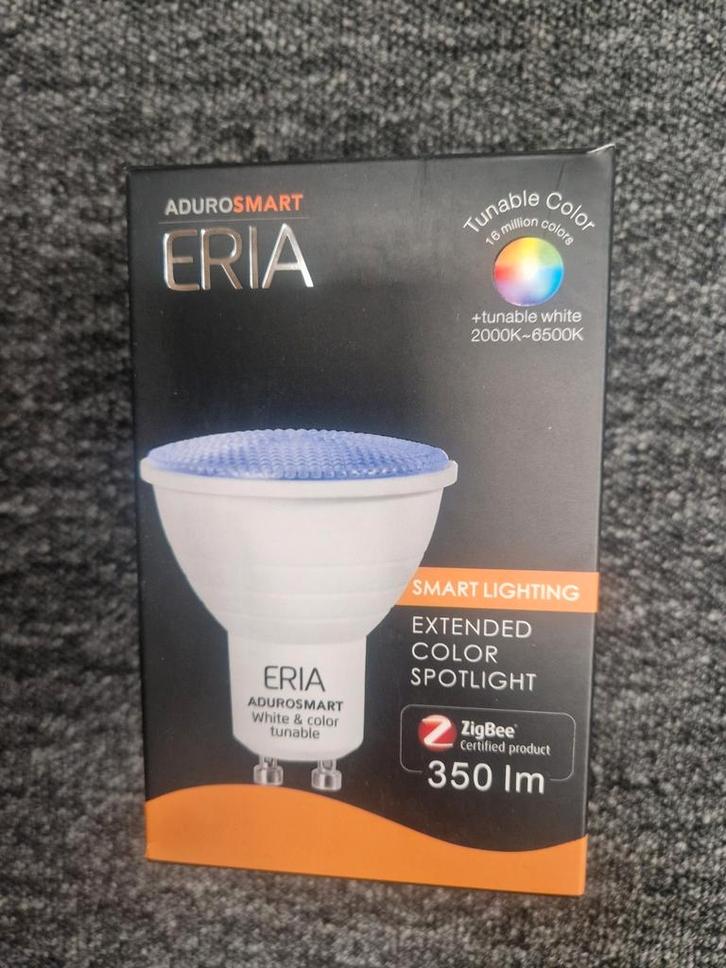 ADUROSMART
ERIA
Tunable Color
16 million colors
+tunable white
2000K~6500K
SMART LIGHTING
EXTENDED
COLOR
SPOTLIGHT
ERIA
ADUROSMART
White & color
tunable
ZigBee®
Certified product
350 lm